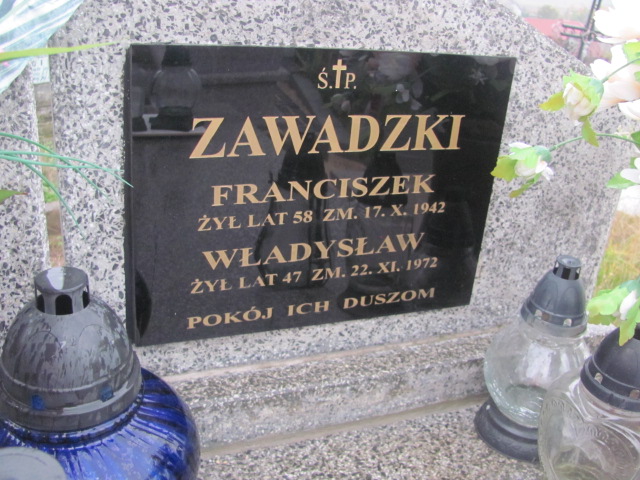 Ś.✝P.
ZAWADZKI
FRANCISZEK
ŻYŁ LAT 58 ZM. 17. X. 1942
WŁADYSŁAW
ŻYŁ LAT 47 ZM. 22. XI. 1972
POKÓJ ICH DUSZOM